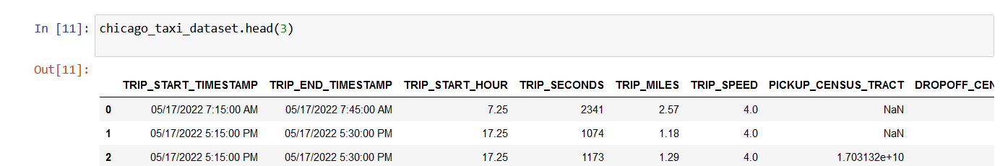 In [11]: chicago_taxi_dataset.head(3)
Out[11]:
TRIP_START_TIMESTAMP TRIP_END_TIMESTAMP TRIP_START_HOUR TRIP_SECONDS TRIP_MILES TRIP_SPEED PICKUP_CENSUS_TRACT DROPOFF_CEN
0 05/17/2022 7:15:00 AM 05/17/2022 7:45:00 AM 7.25 2341 2.57 4.0 NaN
1 05/17/2022 5:15:00 PM 05/17/2022 5:30:00 PM 17.25 1074 1.18 4.0 NaN
2 05/17/2022 5:15:00 PM 05/17/2022 5:30:00 PM 17.25 1173 1.29 4.0 1.703132e+10